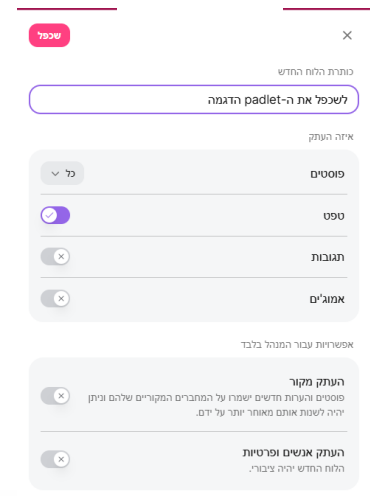 שכפל
כותרת הלוח החדש
לשכפל את ה-padlet הדגמה
איזה העתק
פוסטים
כל
טפט
תגובות
אמוג'ים
אפשרויות עבור המנהל בלבד
העתק מקור
פוסטים והערות חדשים ישמרו על המחברים המקוריים שלהם וניתן
יהיה לשנות אותם מאוחר יותר על ידם.
העתק אנשים ופרטיות
הלוח החדש יהיה ציבורי.